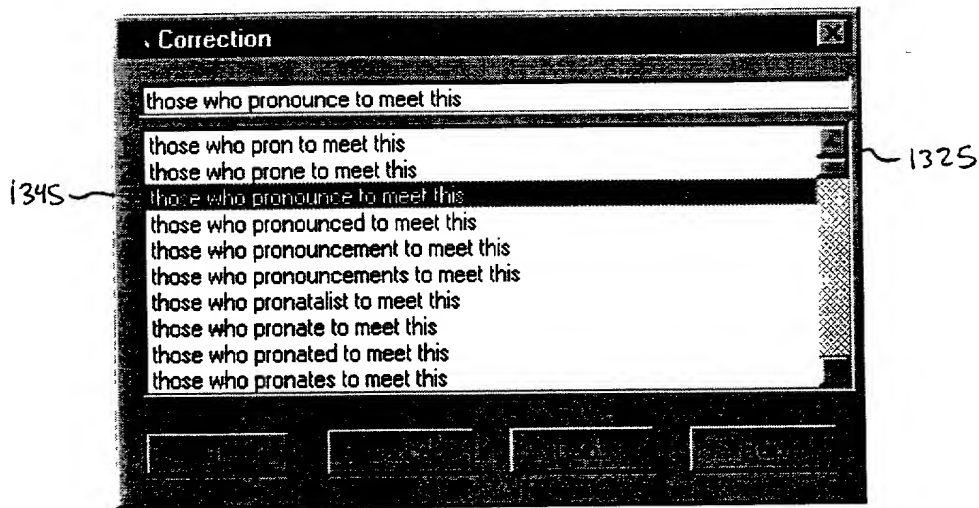 Correction
those who pronounce to meet this
those who pron to meet this
1325
those who prone to meet this
1345
those who pronounce to meet this
those who pronounced to meet this
those who pronouncement to meet this
those who pronouncements to meet this
those who pronatalist to meet this
those who pronate to meet this
those who pronated to meet this
those who pronates to meet this